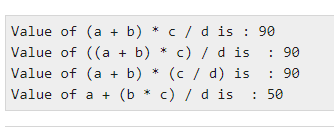 Value of (a + b) * c / d is : 90
Value of ((a + b) * c) / d is  : 90
Value of (a + b) * (c / d) is  : 90
Value of a + (b * c) / d is  : 50